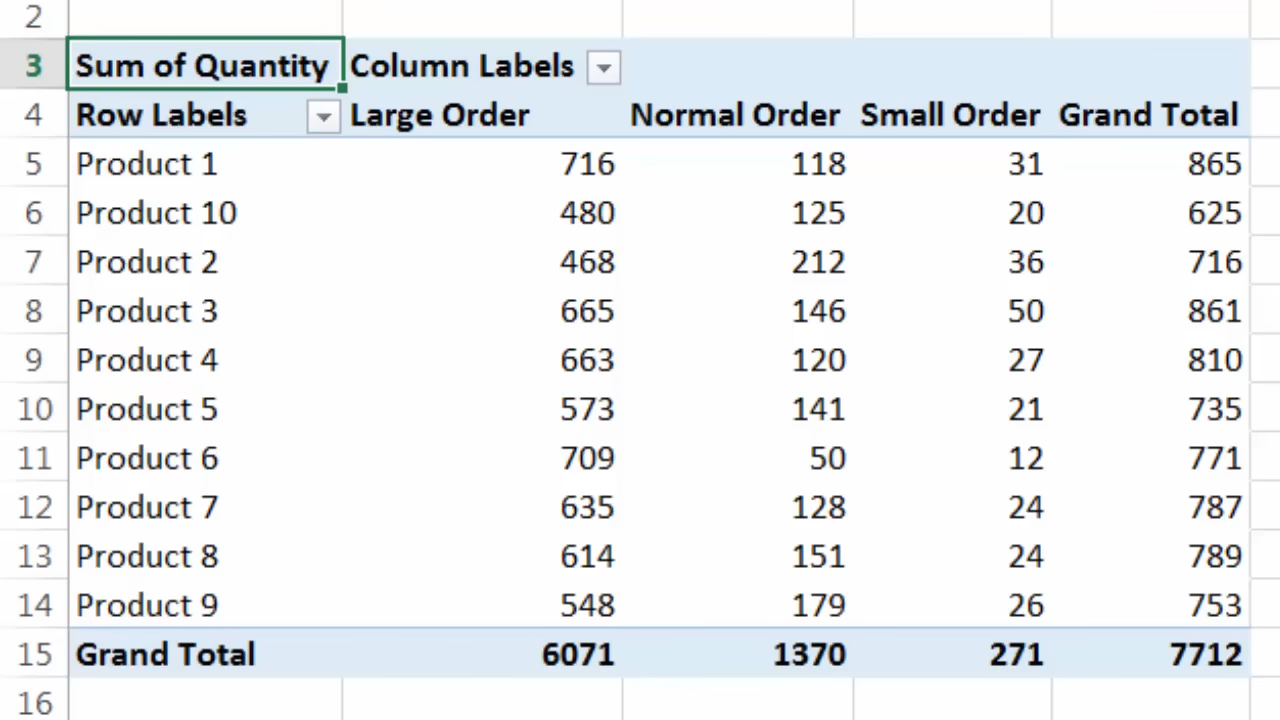 2
3 Sum of Quantity Column Labels
4 Row Labels Large Order Normal Order Small Order Grand Total
5 Product 1 716 118 31 865
6 Product 10 480 125 20 625
7 Product 2 468 212 36 716
8 Product 3 665 146 50 861
9 Product 4 663 120 27 810
10 Product 5 573 141 21 735
11 Product 6 709 50 12 771
12 Product 7 635 128 24 787
13 Product 8 614 151 24 789
14 Product 9 548 179 26 753
15 Grand Total 6071 1370 271 7712
16